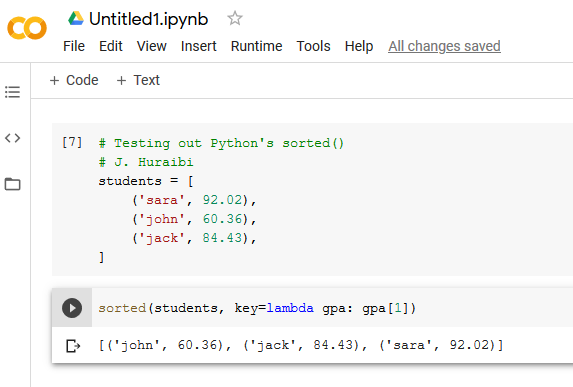 Untitled1.ipynb
File Edit View Insert Runtime Tools Help All changes saved
+ Code + Text
[7] # Testing out Python's sorted()
# J. Huraibi
students = [
('sara', 92.02),
('john', 60.36),
('jack', 84.43),
]
sorted(students, key=lambda gpa: gpa[1])
[('john', 60.36), ('jack', 84.43), ('sara', 92.02)]